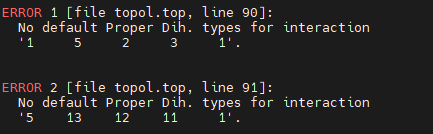 ERROR 1 [file topol.top, line 90]:
No default Proper Dih. types for interaction
'1 5 2 3 1'.
ERROR 2 [file topol.top, line 91]:
No default Proper Dih. types for interaction
'5 13 12 11 1'.